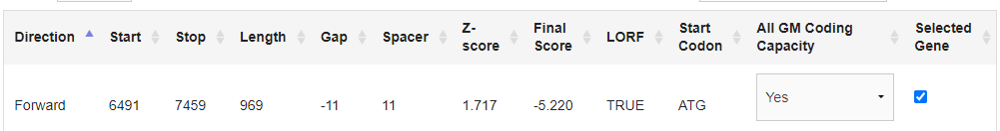 Direction Start Stop Length Gap Spacer Z-score Final Score LORF Start Codon All GM Coding Capacity Selected Gene
Forward 6491 7459 969 -11 11 1.717 -5.220 TRUE ATG Yes